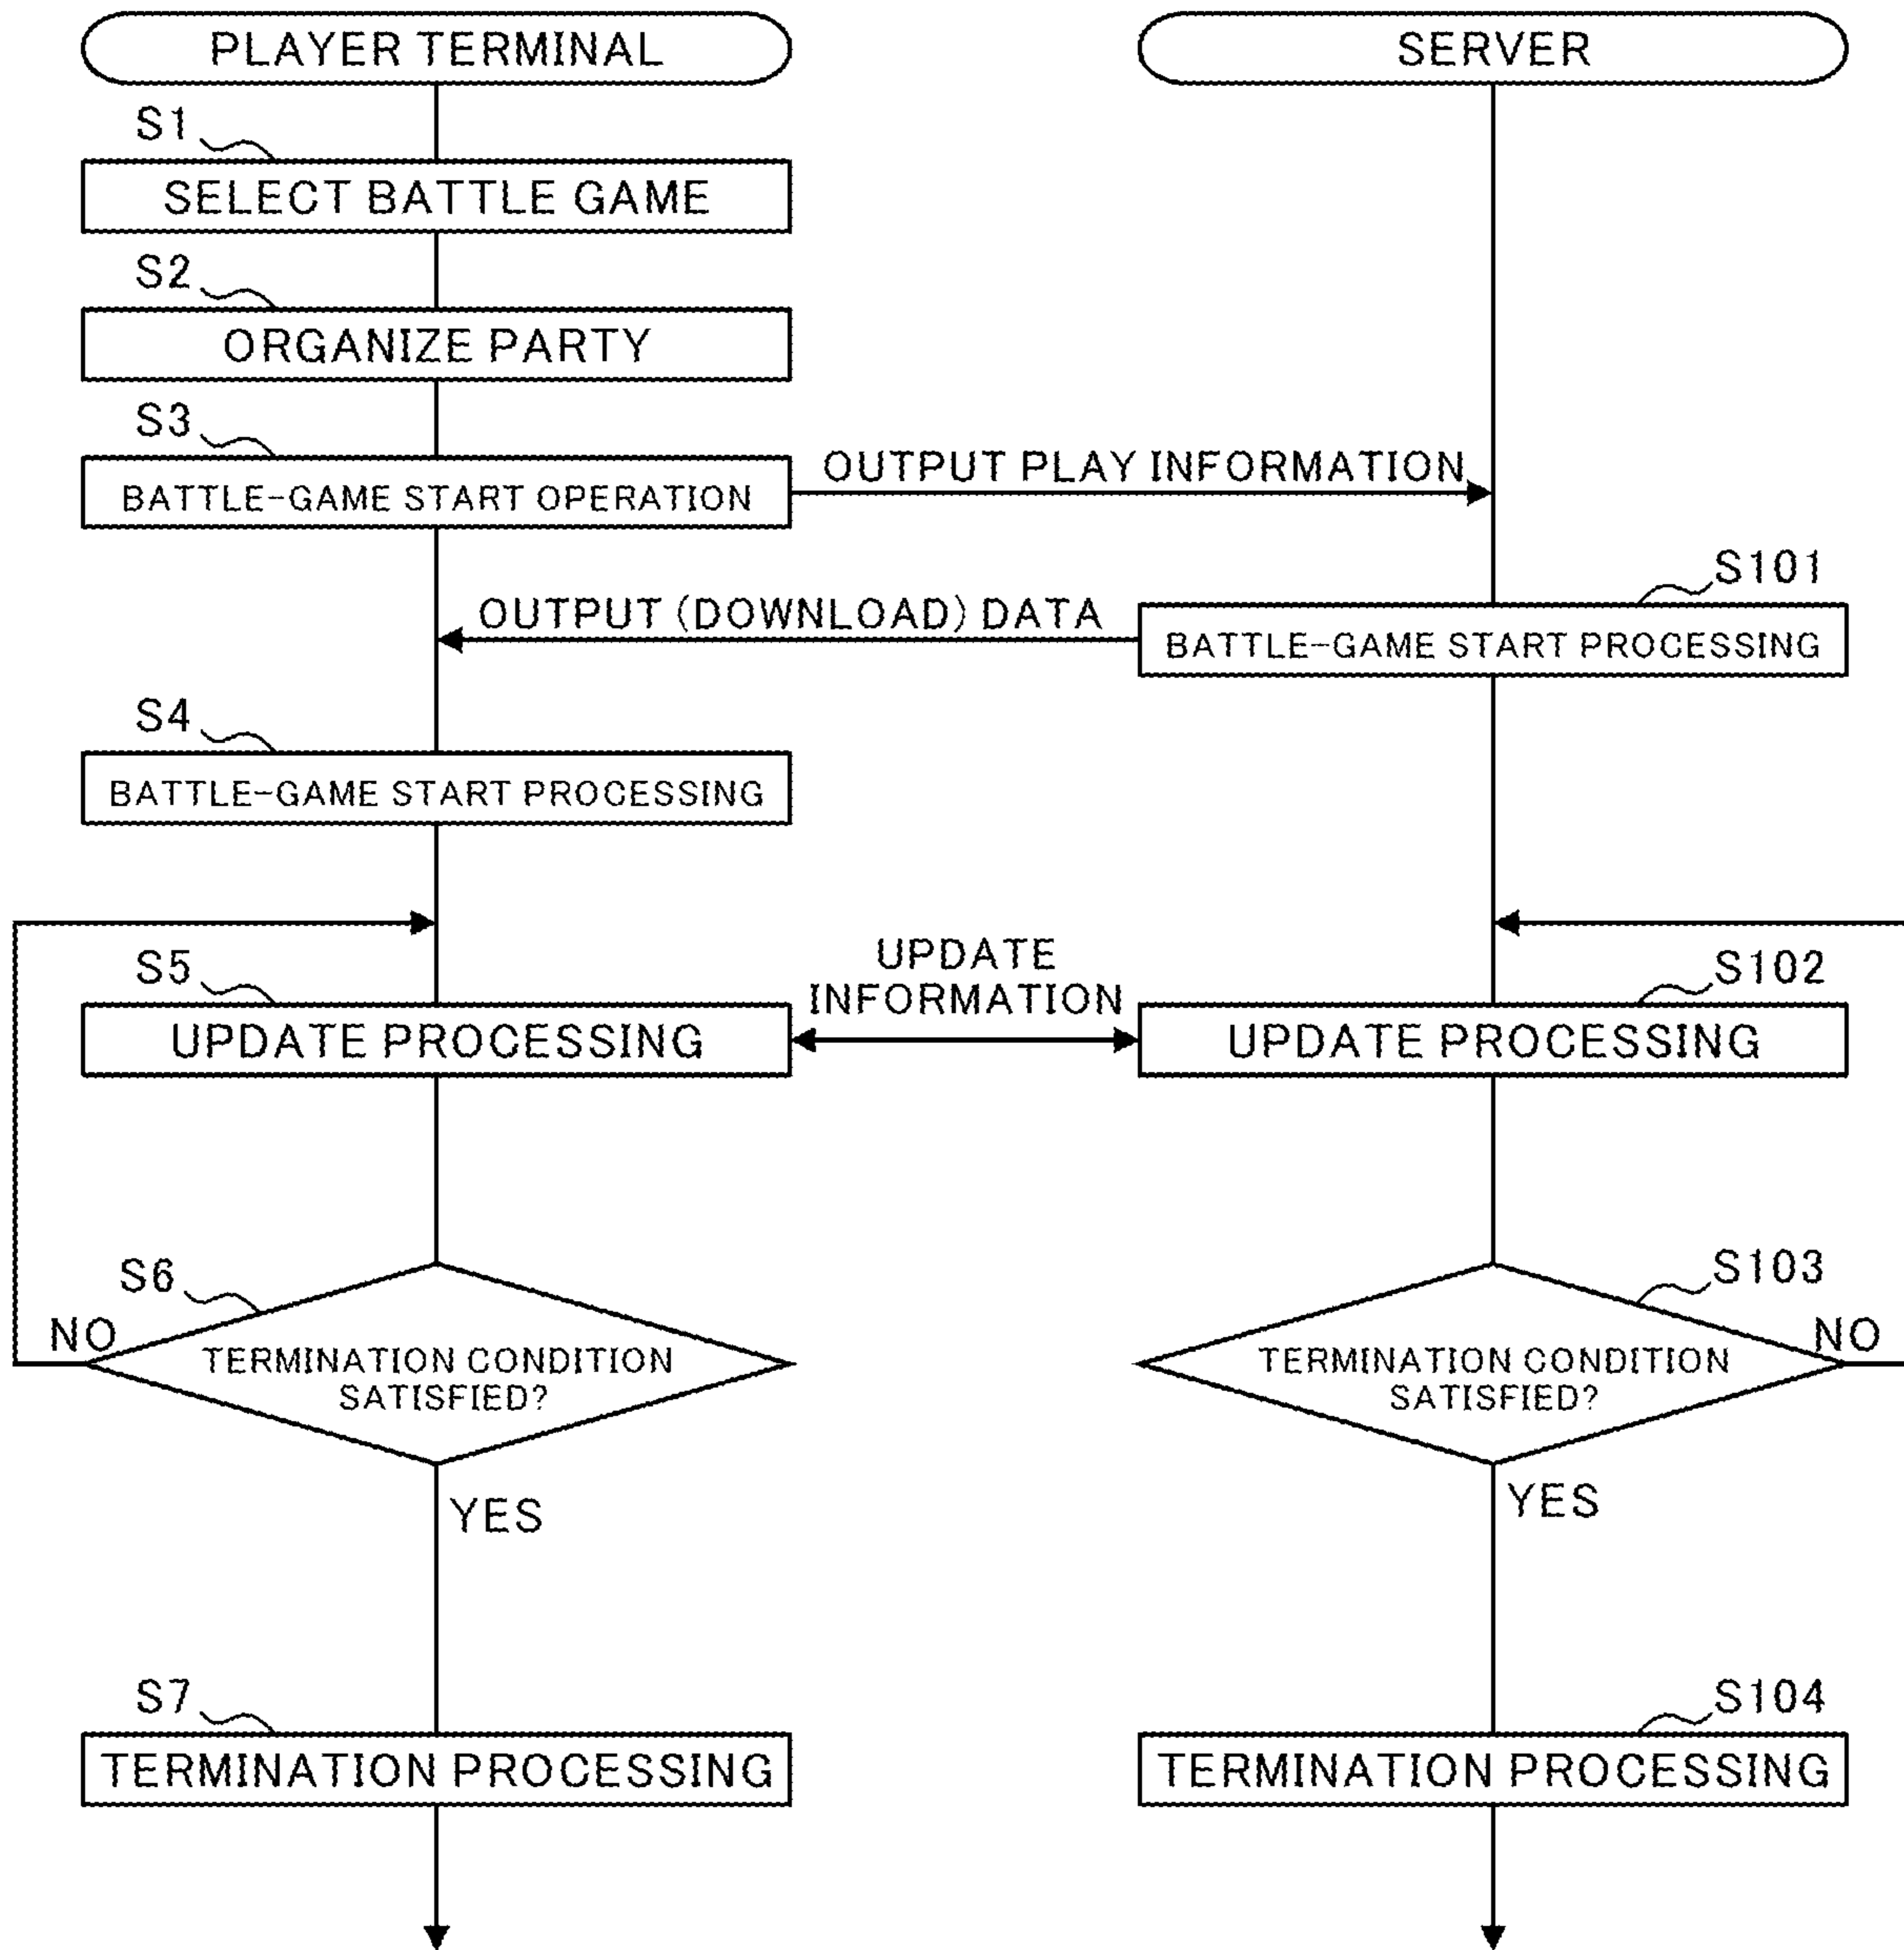 PLAYER TERMINAL
SERVER
S1
SELECT BATTLE GAME
S2
ORGANIZE PARTY
S3
BATTLE-GAME START OPERATION
OUTPUT PLAY INFORMATION
S101
OUTPUT (DOWNLOAD) DATA
BATTLE-GAME START PROCESSING
S4
BATTLE-GAME START PROCESSING
S5
UPDATE
INFORMATION
S102
UPDATE PROCESSING
UPDATE PROCESSING
S6
NO
TERMINATION CONDITION
SATISFIED?
YES
S103
NO
TERMINATION CONDITION
SATISFIED?
YES
S7
TERMINATION PROCESSING
S104
TERMINATION PROCESSING